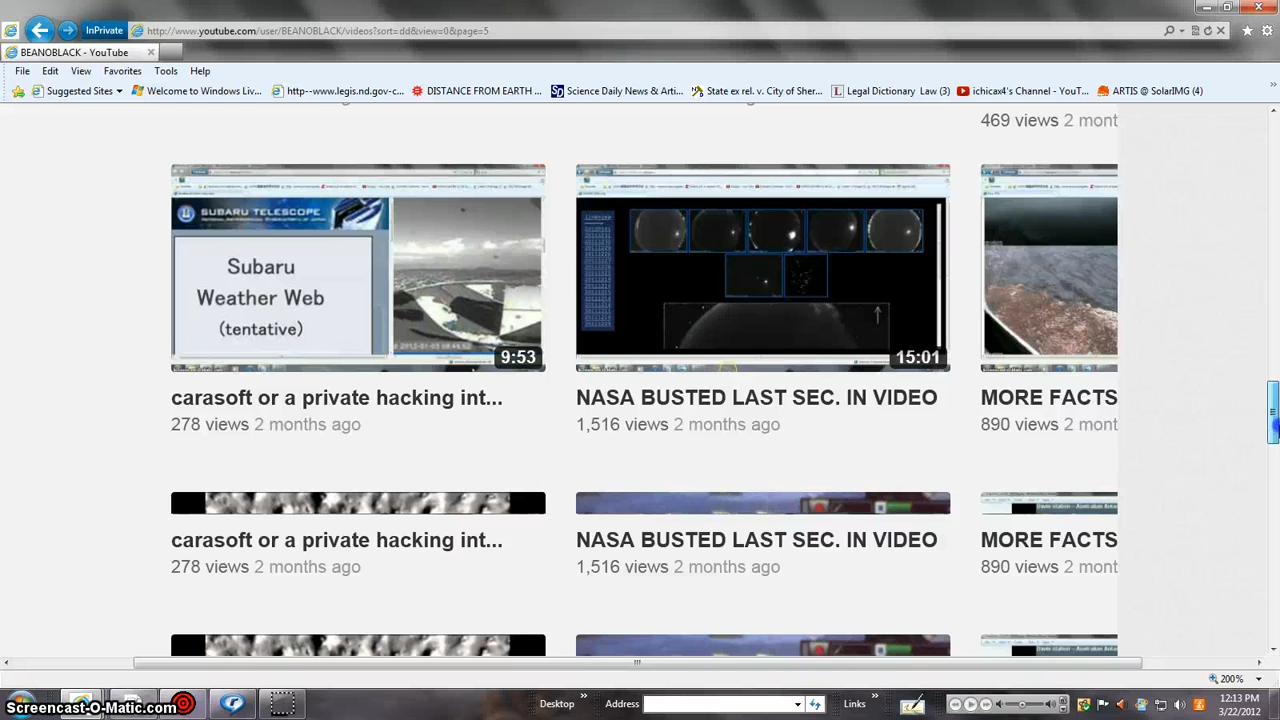 InPrivate
http://www.youtube.com/user/BEANOBLACK/videos?sort=dd&view=0&page=5
BEANOBLACK - YouTube
File Edit View Favorites Tools Help
Suggested Sites Welcome to Windows Liv... http--www.legis.nd.gov-c... DISTANCE FROM EARTH ... Sp Science Daily News & Arti... State ex rel. v. City of Sher... L Legal Dictionary Law (3) ichicax4's Channel - YouT... ARTIS @ SolarIMG (4)
469 views 2 mont
SUBARU TELESCOPE
Subaru
Weather Web
(tentative)
9:53
15:01
carasoft or a private hacking int...
278 views 2 months ago
NASA BUSTED LAST SEC. IN VIDEO
1,516 views 2 months ago
MORE FACTS
890 views 2 mont
carasoft or a private hacking int...
278 views 2 months ago
NASA BUSTED LAST SEC. IN VIDEO
1,516 views 2 months ago
MORE FACTS
890 views 2 mont
200%
Screencast-O-Matic.com
Desktop
Address
Links
12:13 PM
3/22/2012